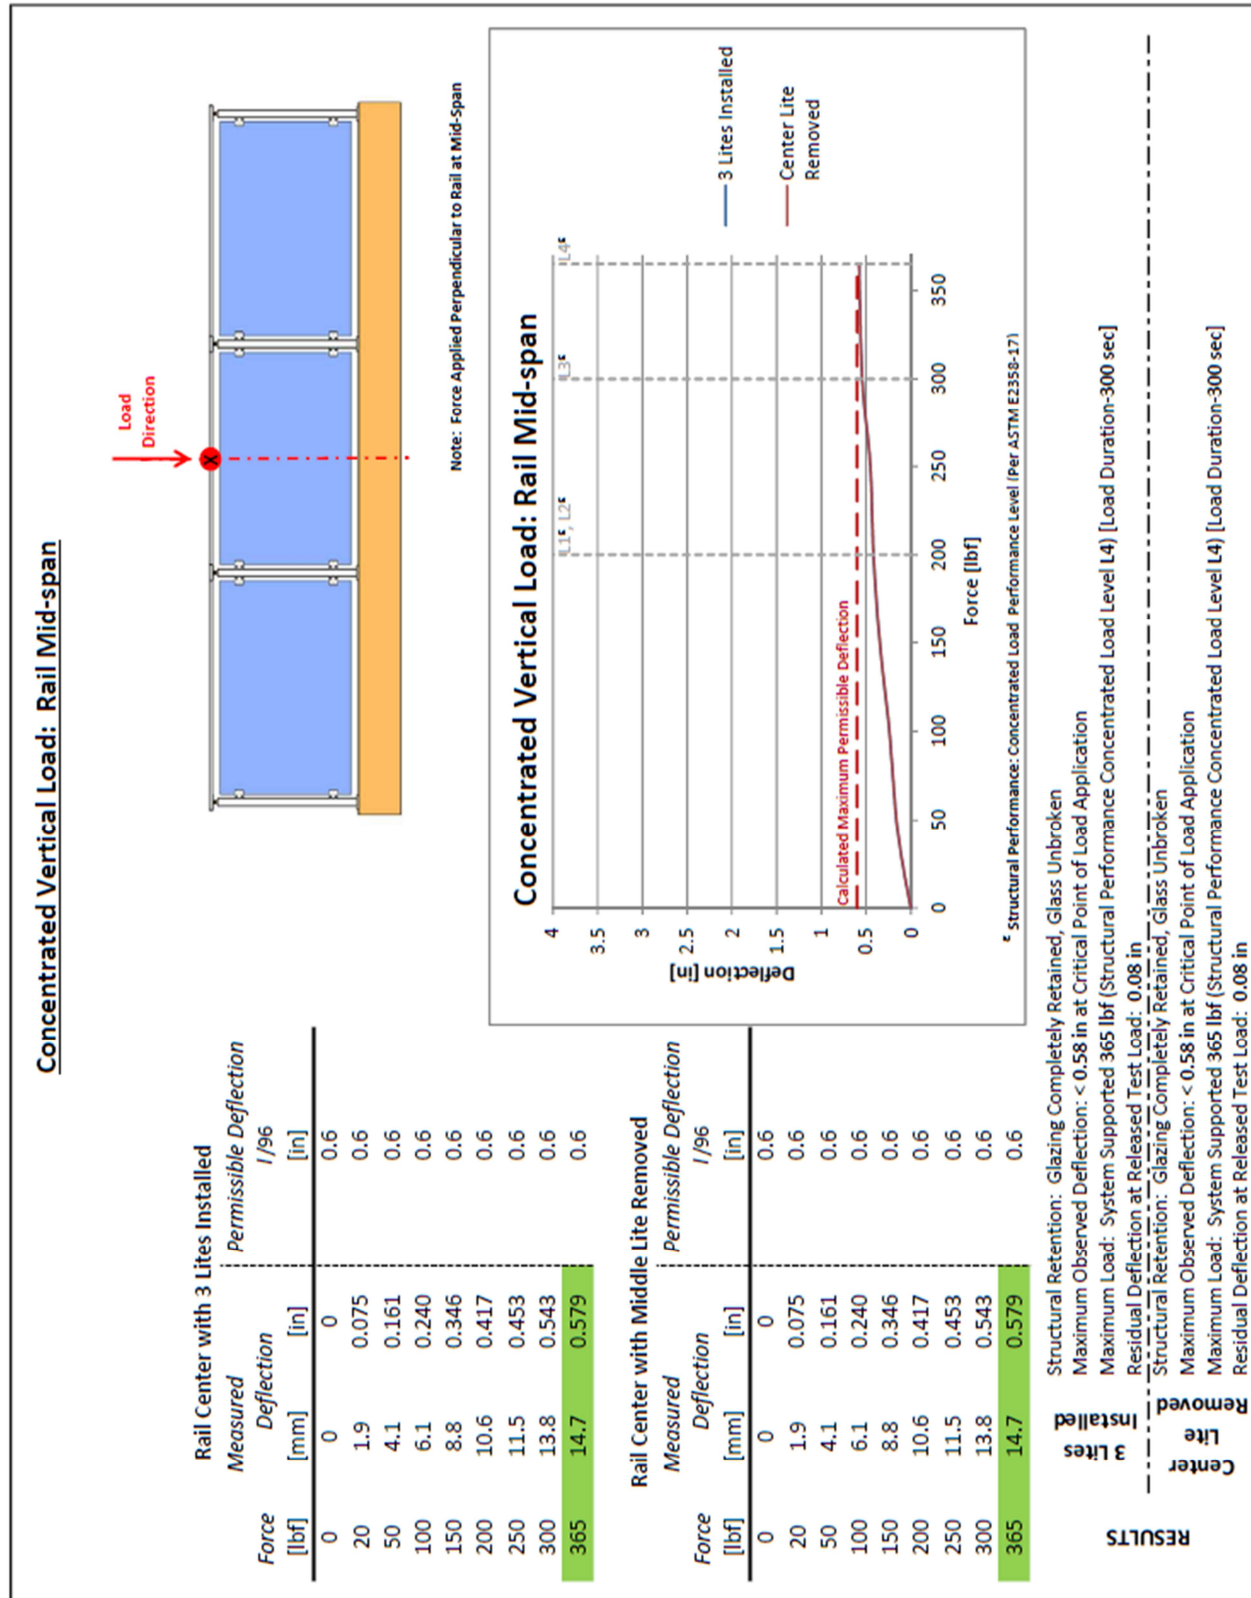 Concentrated Vertical Load: Rail Mid-span
Rail Center with 3 Lites Installed
Force Measured Deflection Permissible Deflection l/96
[lbf] [mm] [in] [in]
0 0 0 0.6
20 1.9 0.075 0.6
50 4.1 0.161 0.6
100 6.1 0.240 0.6
150 8.8 0.346 0.6
200 10.6 0.417 0.6
250 11.5 0.453 0.6
300 13.8 0.543 0.6
365 14.7 0.579 0.6
Load
Direction
X
Note: Force Applied Perpendicular to Rail at Mid-Span
Rail Center with Middle Lite Removed
Force Measured Deflection Permissible Deflection l/96
[lbf] [mm] [in] [in]
0 0 0 0.6
20 1.9 0.075 0.6
50 4.1 0.161 0.6
100 6.1 0.240 0.6
150 8.8 0.346 0.6
200 10.6 0.417 0.6
250 11.5 0.453 0.6
300 13.8 0.543 0.6
365 14.7 0.579 0.6
Concentrated Vertical Load: Rail Mid-span
L1ε, L2ε L3ε L4ε
4
3.5
3
2.5
2
1.5
1
0.5
0
Deflection [in]
Calculated Maximum Permissible Deflection
0 50 100 150 200 250 300 350
Force [lbf]
3 Lites Installed
Center Lite
Removed
ε Structural Performance: Concentrated Load Performance Level (Per ASTM E2358-17)
RESULTS
3 Lites
Installed
Structural Retention: Glazing Completely Retained, Glass Unbroken
Maximum Observed Deflection: < 0.58 in at Critical Point of Load Application
Maximum Load: System Supported 365 lbf (Structural Performance Concentrated Load Level L4) [Load Duration-300 sec]
Residual Deflection at Released Test Load: 0.08 in
Center
Lite
Removed
Structural Retention: Glazing Completely Retained, Glass Unbroken
Maximum Observed Deflection: < 0.58 in at Critical Point of Load Application
Maximum Load: System Supported 365 lbf (Structural Performance Concentrated Load Level L4) [Load Duration-300 sec]
Residual Deflection at Released Test Load: 0.08 in